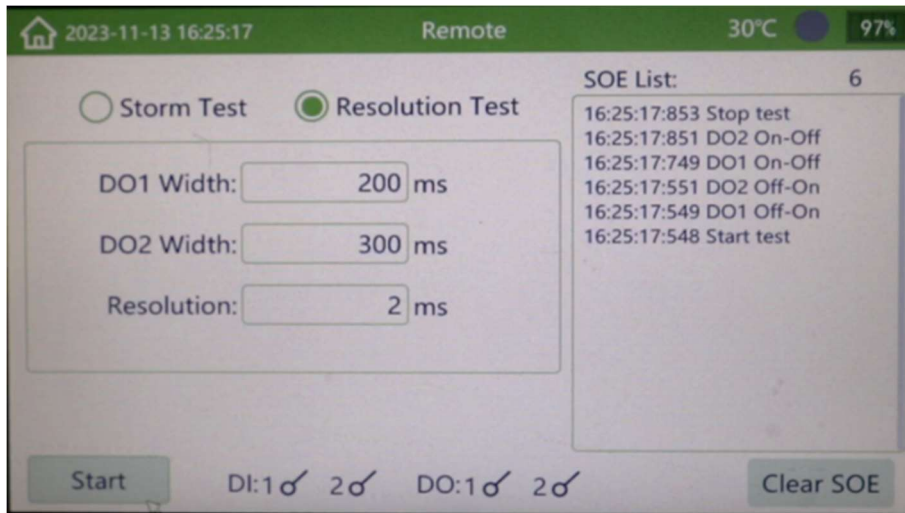 2023-11-13 16:25:17 Remote 30℃ 97%
Storm Test Resolution Test
DO1 Width: 200 ms
DO2 Width: 300 ms
Resolution: 2 ms
SOE List: 6
16:25:17:853 Stop test
16:25:17:851 DO2 On-Off
16:25:17:749 DO1 On-Off
16:25:17:551 DO2 Off-On
16:25:17:549 DO1 Off-On
16:25:17:548 Start test
Start DI:1 2 DO:1 2 Clear SOE